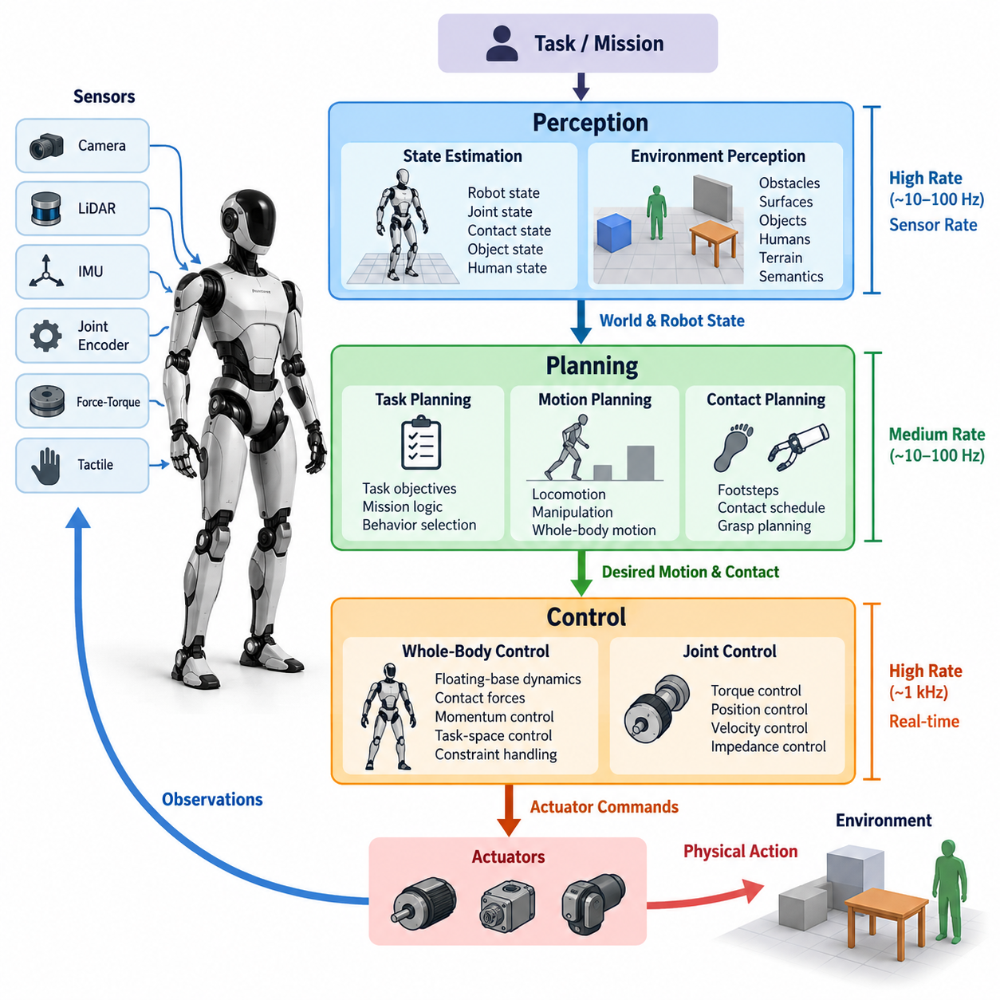 Task / Mission
Sensors
Camera
LiDAR
IMU
Joint
Encoder
Force-Torque
Tactile
Perception
State Estimation
Robot state
Joint state
Contact state
Object state
Human state
Environment Perception
Obstacles
Surfaces
Objects
Humans
Terrain
Semantics
High Rate
(~10–100 Hz)
Sensor Rate
World & Robot State
Planning
Task Planning
Task objectives
Mission logic
Behavior selection
Motion Planning
Locomotion
Manipulation
Whole-body motion
Contact Planning
Footsteps
Contact schedule
Grasp planning
Medium Rate
(~10–100 Hz)
Desired Motion & Contact
Control
Whole-Body Control
Floating-base dynamics
Contact forces
Momentum control
Task-space control
Constraint handling
Joint Control
Torque control
Position control
Velocity control
Impedance control
High Rate
(~1 kHz)
Real-time
Observations
Actuator Commands
Actuators
Physical Action
Environment